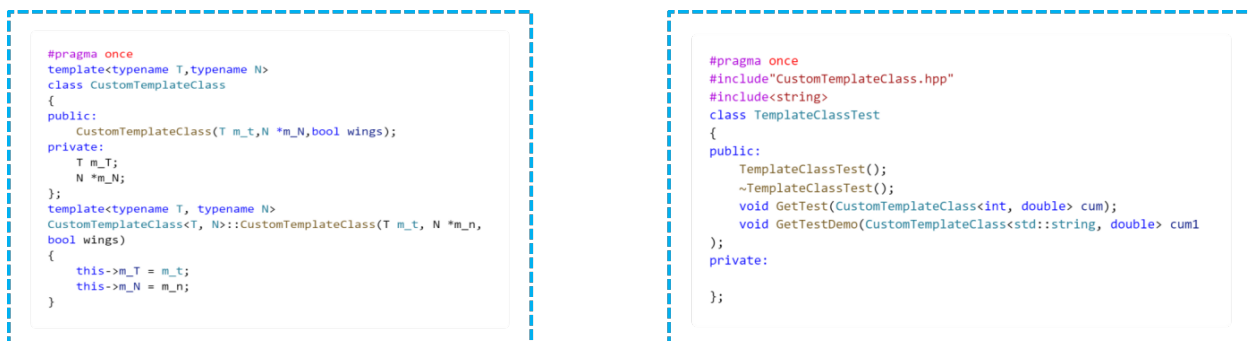 #pragma once
template<typename T,typename N>
class CustomTemplateClass
{
public:
    CustomTemplateClass(T m_t,N *m_N,bool wings);
private:
    T m_T;
    N *m_N;
};
template<typename T, typename N>
CustomTemplateClass<T, N>::CustomTemplateClass(T m_t, N *m_n,
bool wings)
{
    this->m_T = m_t;
    this->m_N = m_n;
}
#pragma once
#include"CustomTemplateClass.hpp"
#include<string>
class TemplateClassTest
{
public:
    TemplateClassTest();
    ~TemplateClassTest();
    void GetTest(CustomTemplateClass<int, double> cum);
    void GetTestDemo(CustomTemplateClass<std::string, double> cum1
);
private:
};